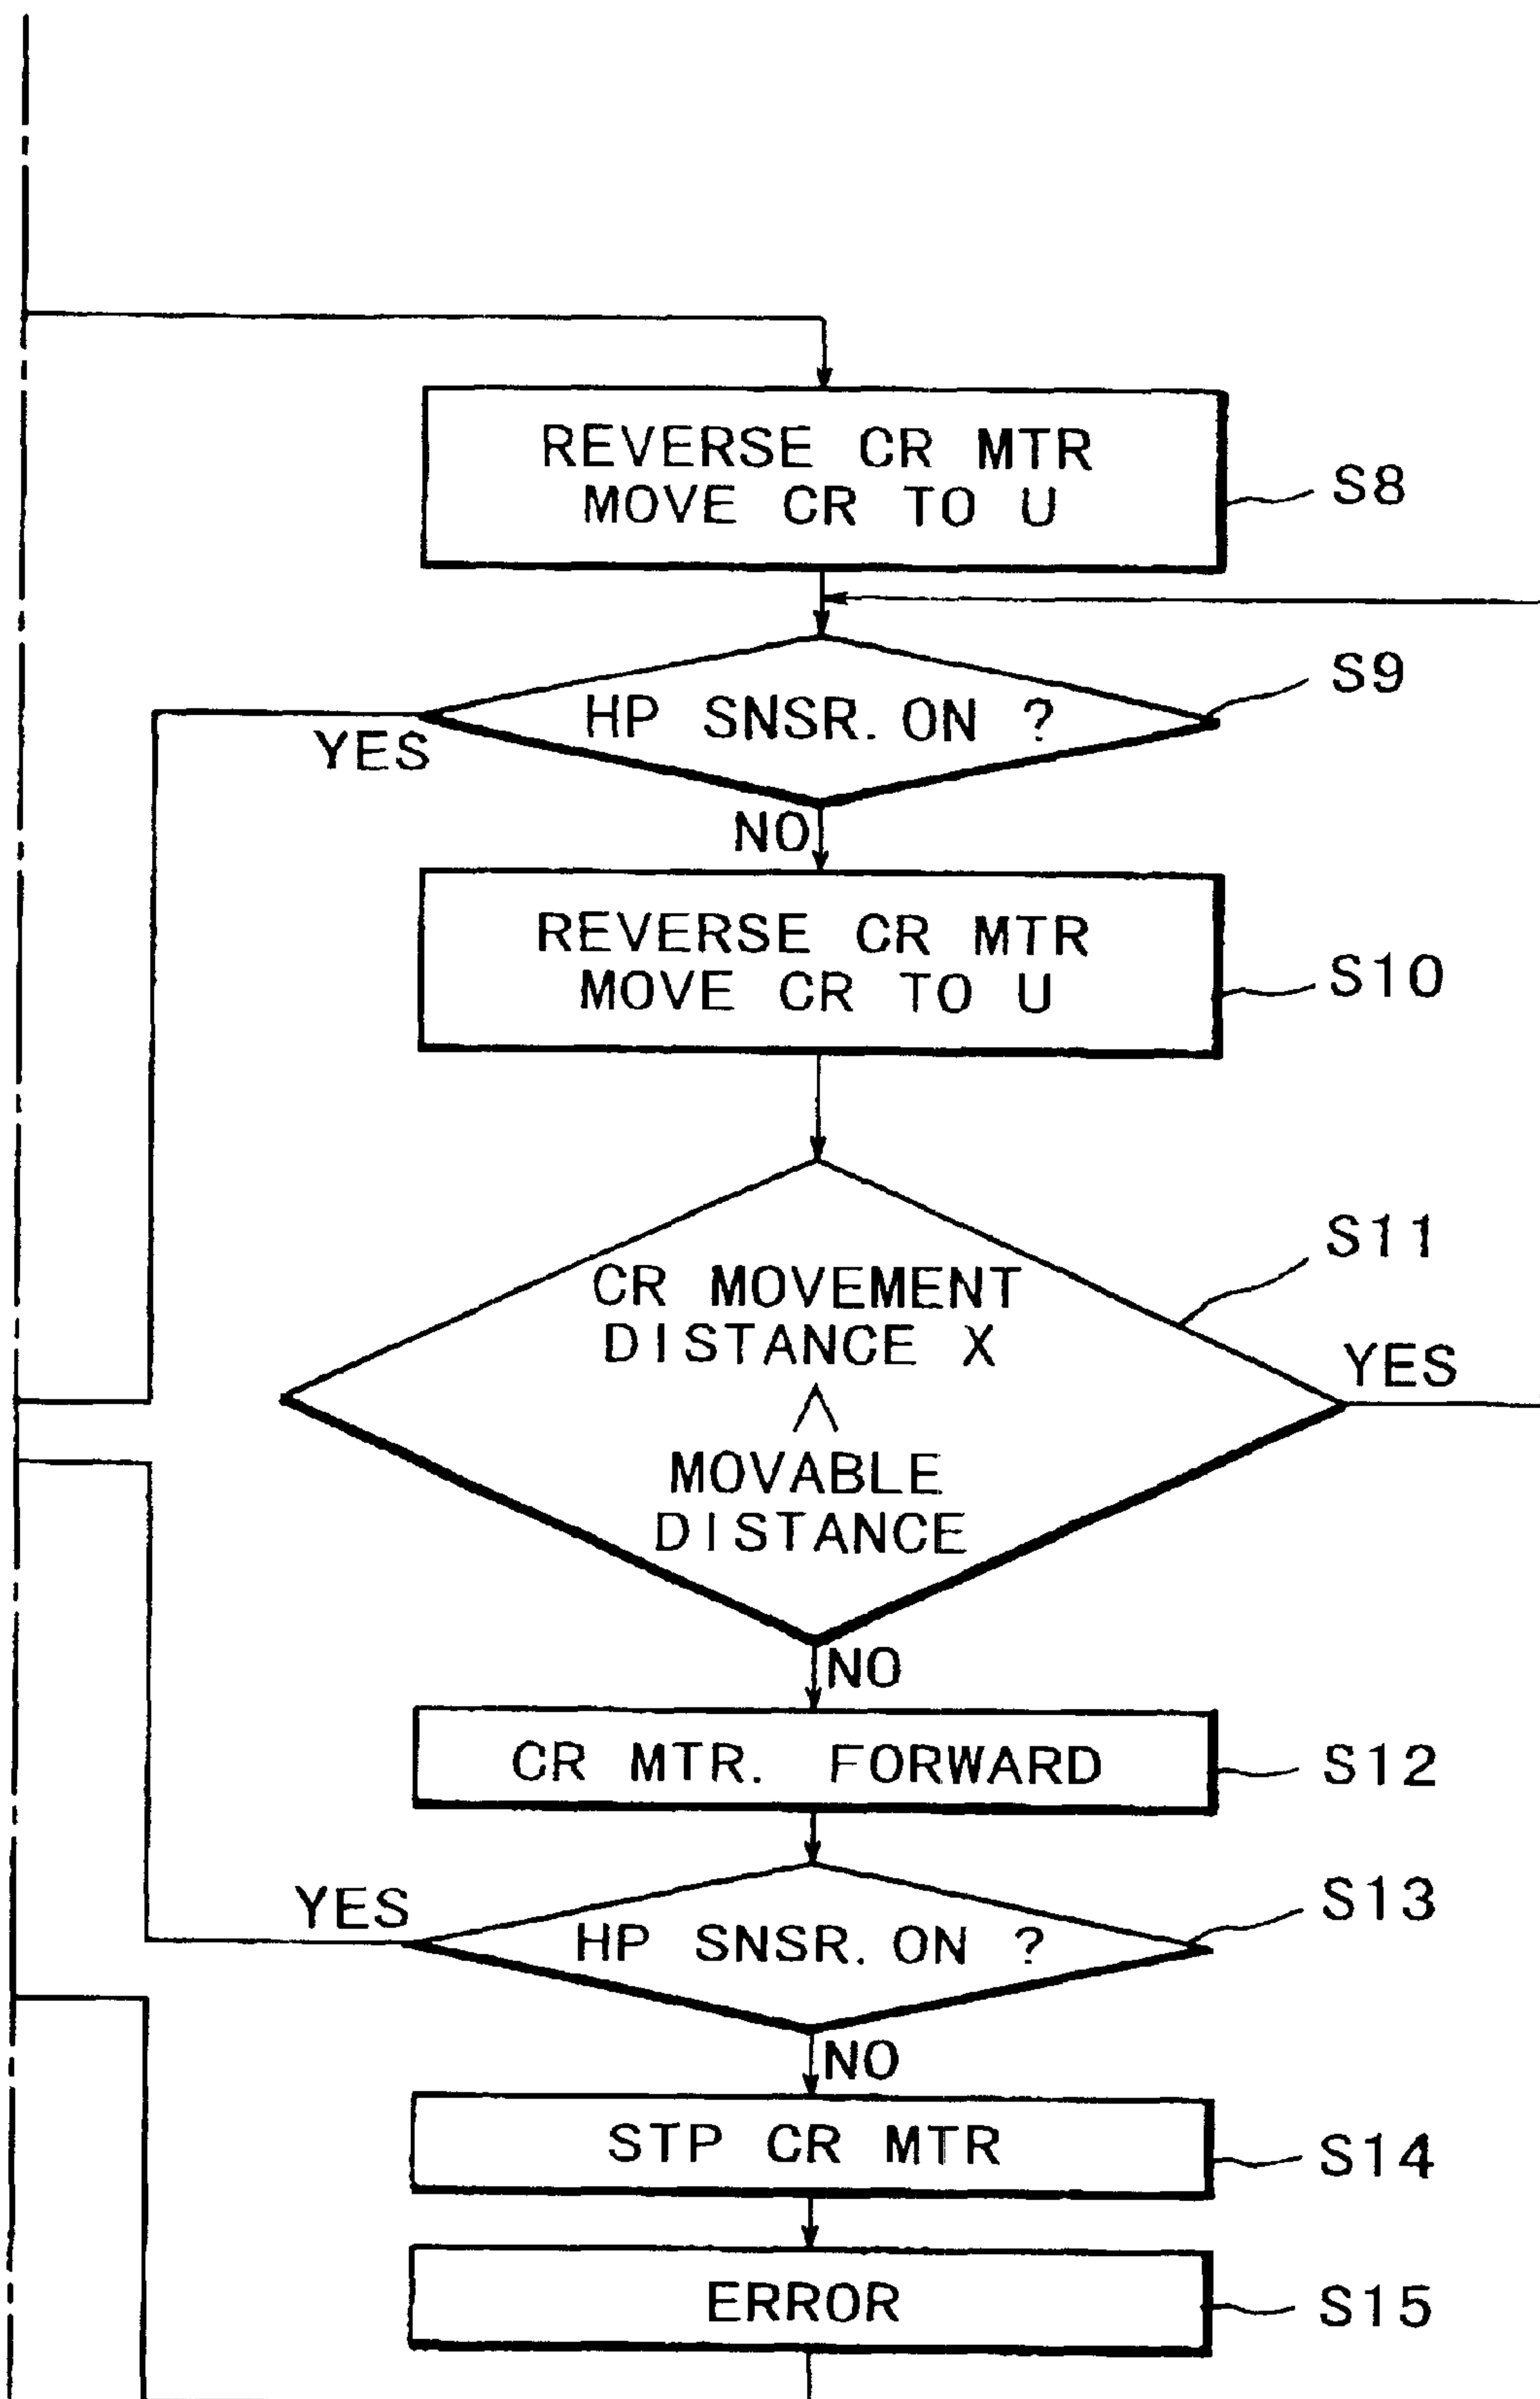 REVERSE CR MTR
MOVE CR TO U
S8
HP SNSR. ON ?
S9
YES
NO
REVERSE CR MTR
MOVE CR TO U
S10
S11
CR MOVEMENT
DISTANCE X
∧
MOVABLE
DISTANCE
YES
NO
CR MTR. FORWARD
S12
YES
HP SNSR. ON ?
S13
NO
STP CR MTR
S14
ERROR
S15